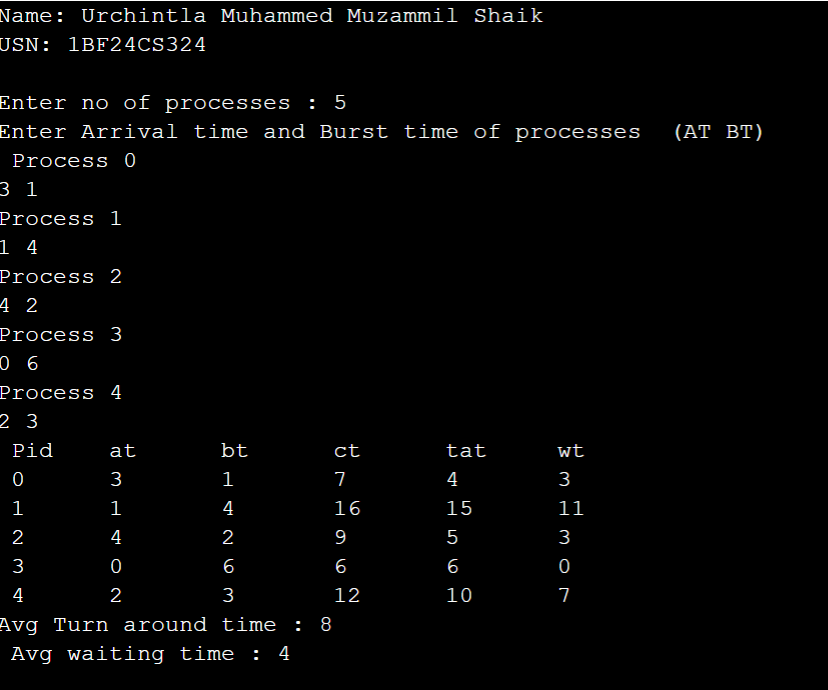 Name: Urchintla Muhammed Muzammil Shaik
USN: 1BF24CS324
Enter no of processes : 5
Enter Arrival time and Burst time of processes  (AT BT)
Process 0
3 1
Process 1
1 4
Process 2
4 2
Process 3
0 6
Process 4
2 3
Pid at bt ct tat wt
0 3 1 7 4 3
1 1 4 16 15 11
2 4 2 9 5 3
3 0 6 6 6 0
4 2 3 12 10 7
Avg Turn around time : 8
Avg waiting time : 4